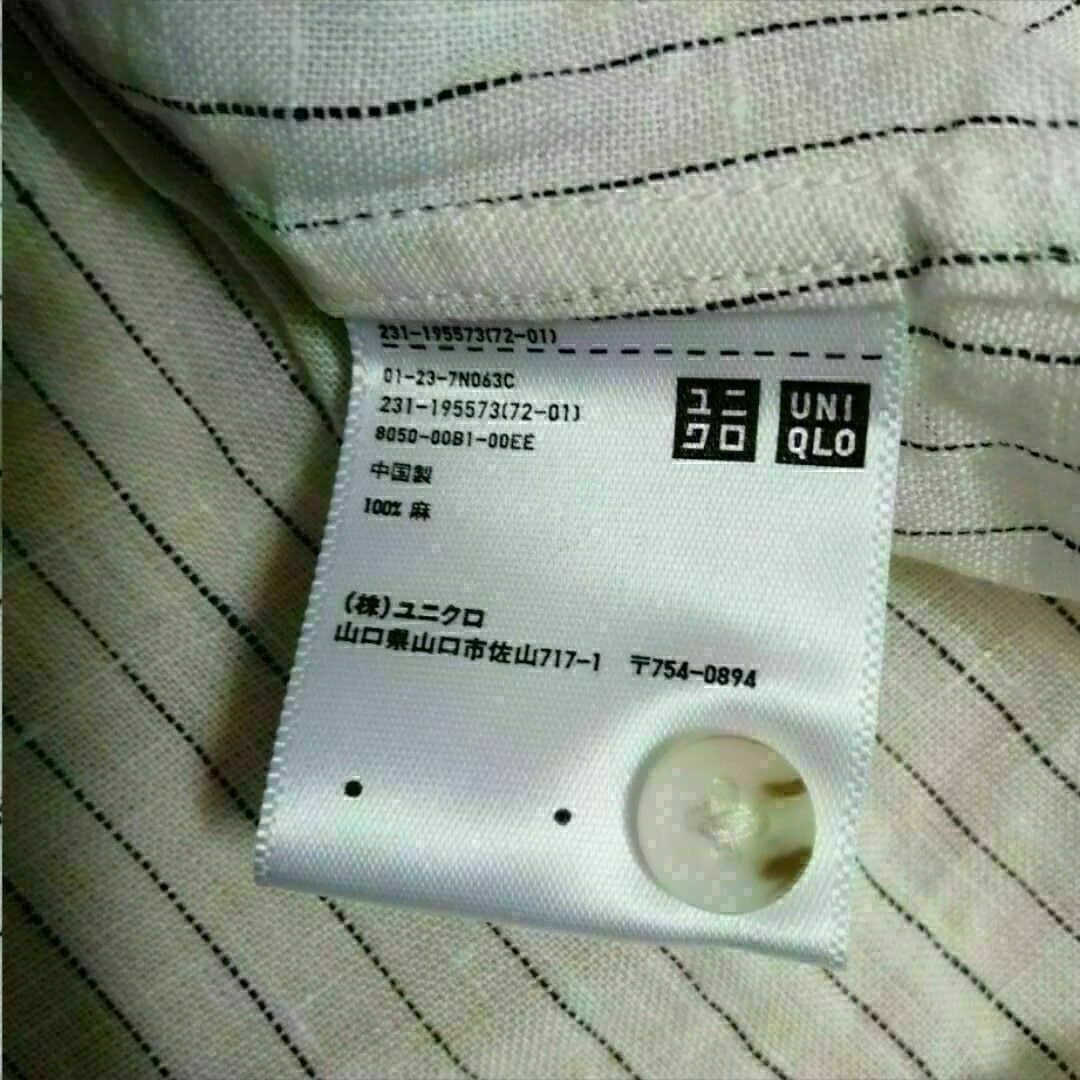 231-195573(72-01)
01-23-7N063C
231-195573(72-01)
8050-00B1-00EE
中国製
100% 麻
ユニクロ
UNIQLO
(株)ユニクロ
山口県山口市佐山717-1 〒754-0894